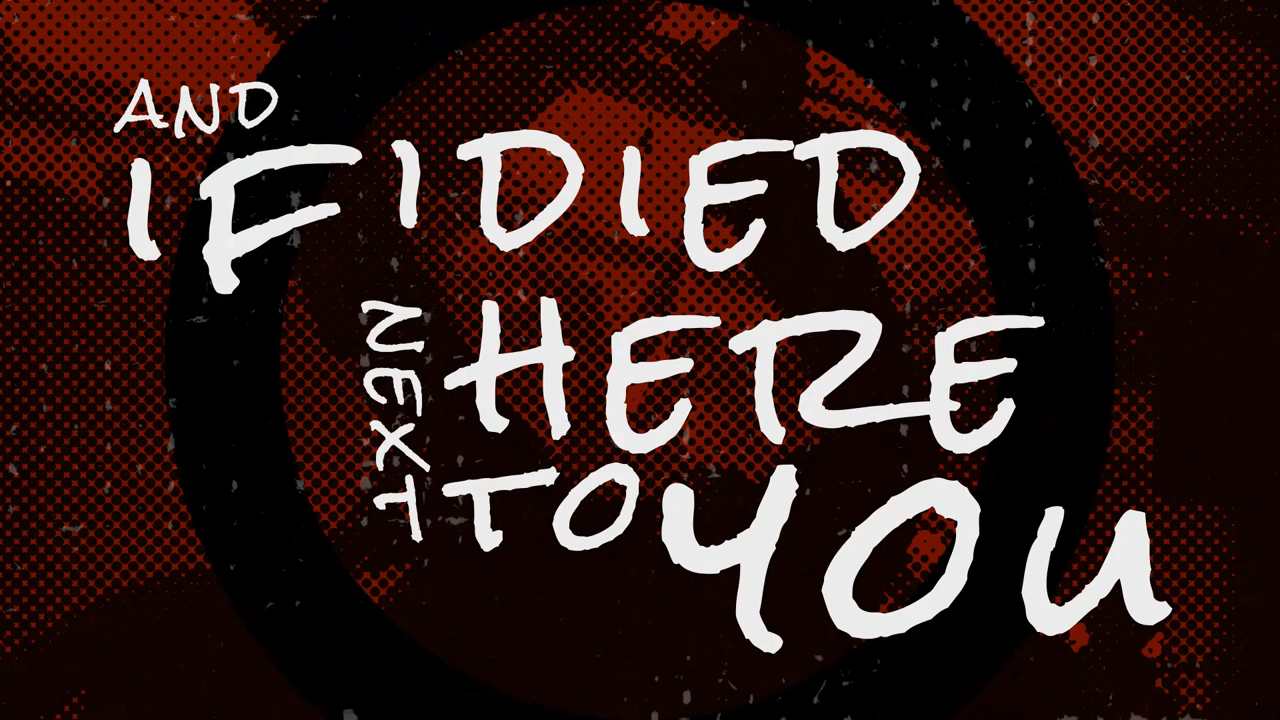 AND
IF I DIED
NEXT
HERE
TO YOU